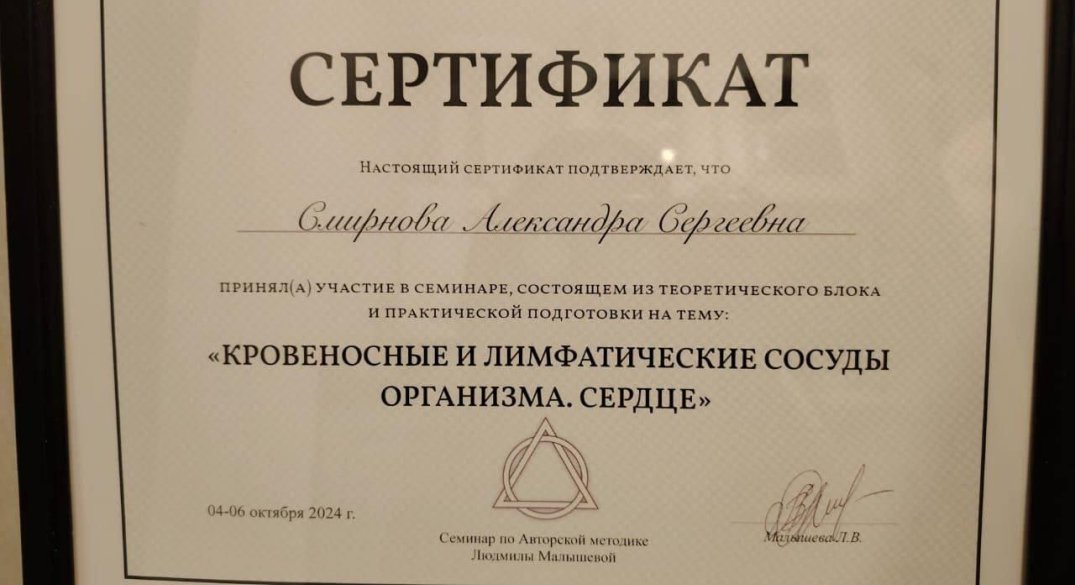 СЕРТИФИКАТ
Настоящий сертификат подтверждает, что
Смирнова Александра Сергеевна
принял(а) участие в семинаре, состоящем из теоретического блока
и практической подготовки на тему:
«КРОВЕНОСНЫЕ И ЛИМФАТИЧЕСКИЕ СОСУДЫ
ОРГАНИЗМА. СЕРДЦЕ»
04-06 октября 2024 г.
Семинар по Авторской методике
Людмилы Малышевой
Малышева Л.В.